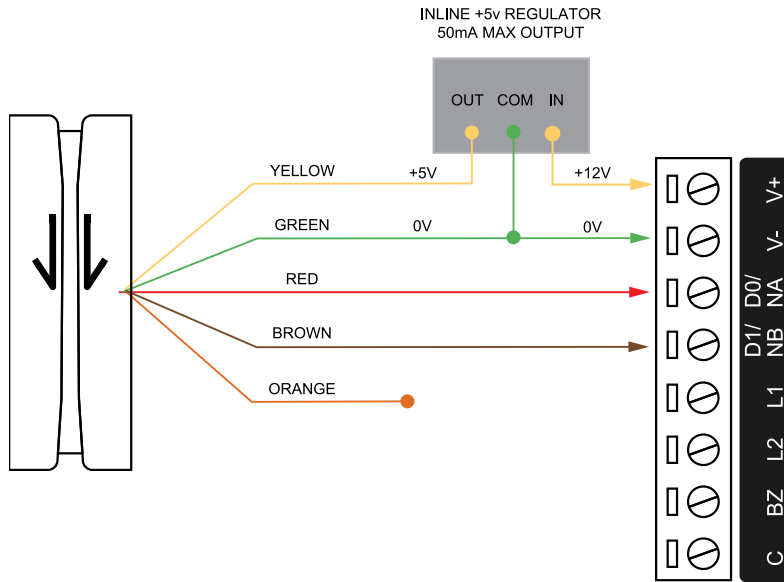 INLINE +5v REGULATOR
50mA MAX OUTPUT
OUT COM IN
YELLOW +5V +12V
GREEN 0V 0V
RED
BROWN
ORANGE
V+
V-
D0/
NA
D1/
NB
L1
L2
BZ
C